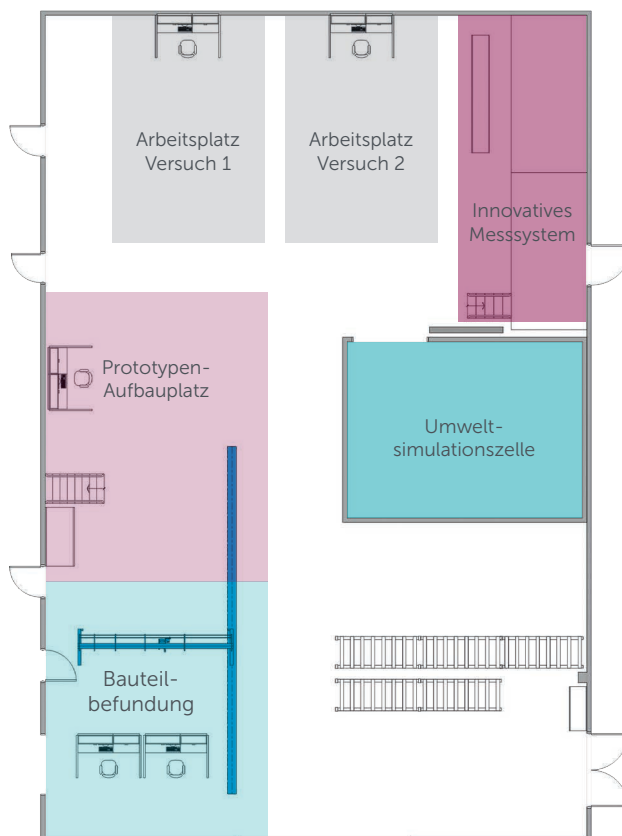 Arbeitsplatz
Versuch 1
Arbeitsplatz
Versuch 2
Innovatives
Messsystem
Prototypen-
Aufbauplatz
Umwelt-
simulationszelle
Bauteil-
befundung